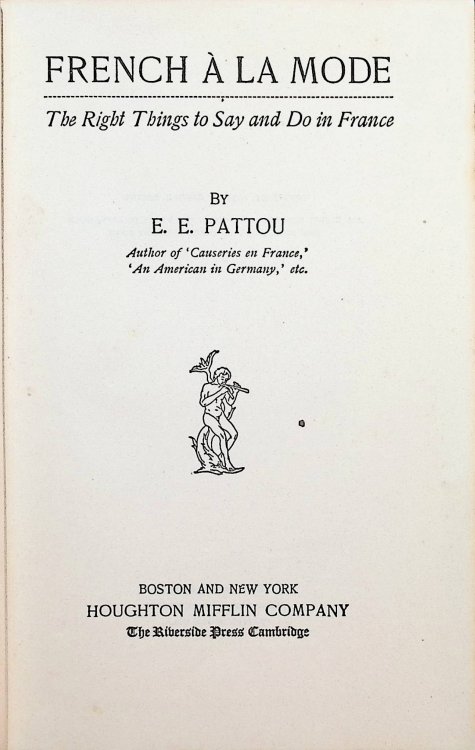 FRENCH À LA MODE
The Right Things to Say and Do in France
BY
E. E. PATTOU
Author of ‘Causeries en France,’
‘An American in Germany,’ etc.
BOSTON AND NEW YORK
HOUGHTON MIFFLIN COMPANY
The Riverside Press Cambridge